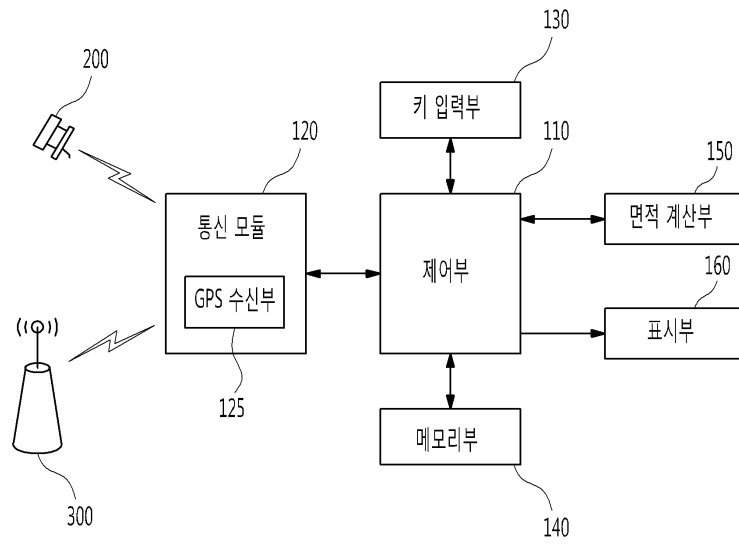 130
키 입력부
200
120
110
150
통신 모듈
면적 계산부
제어부
GPS 수신부
160
표시부
125
메모리부
300
140